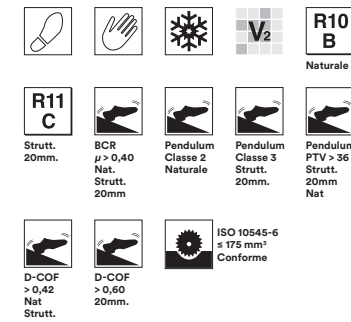 V2
R10
B
Naturale
R11
C
Strutt.
20mm.
BCR
μ > 0,40
Nat.
Strutt.
20mm
Pendulum
Classe 2
Naturale
Pendulum
Classe 3
Strutt.
20mm.
Pendulum
PTV > 36
Strutt.
20mm
Nat
D-COF
> 0,42
Nat
Strutt.
D-COF
> 0,60
20mm.
ISO 10545-6
≤ 175 mm³
Conforme